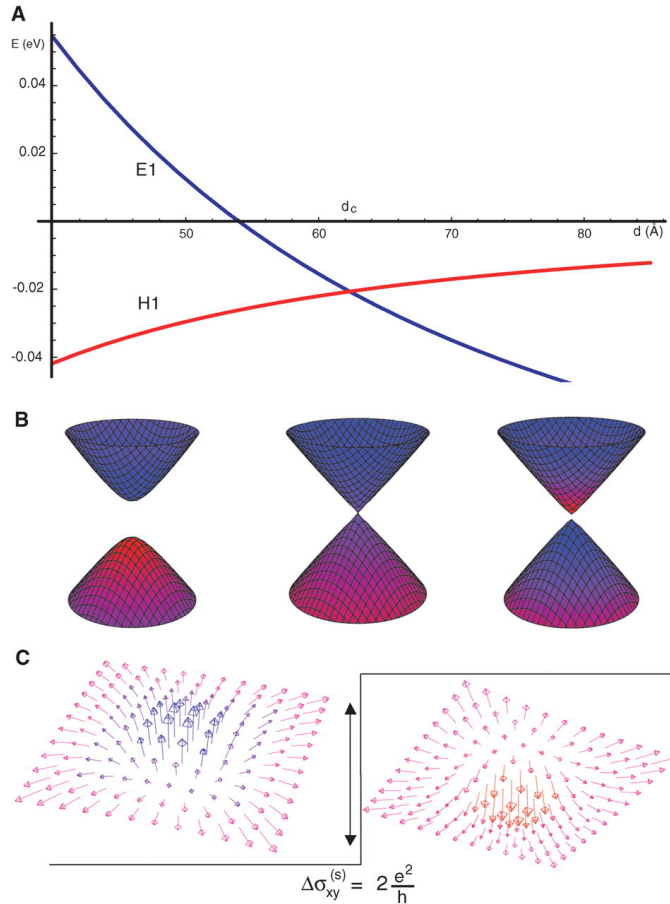 A
E (eV)
0.04
0.02
E1
d_c
50
60
70
80
d (Å)
-0.02
H1
-0.04
B
C
Δσ_xy^(s) = 2 e²/h